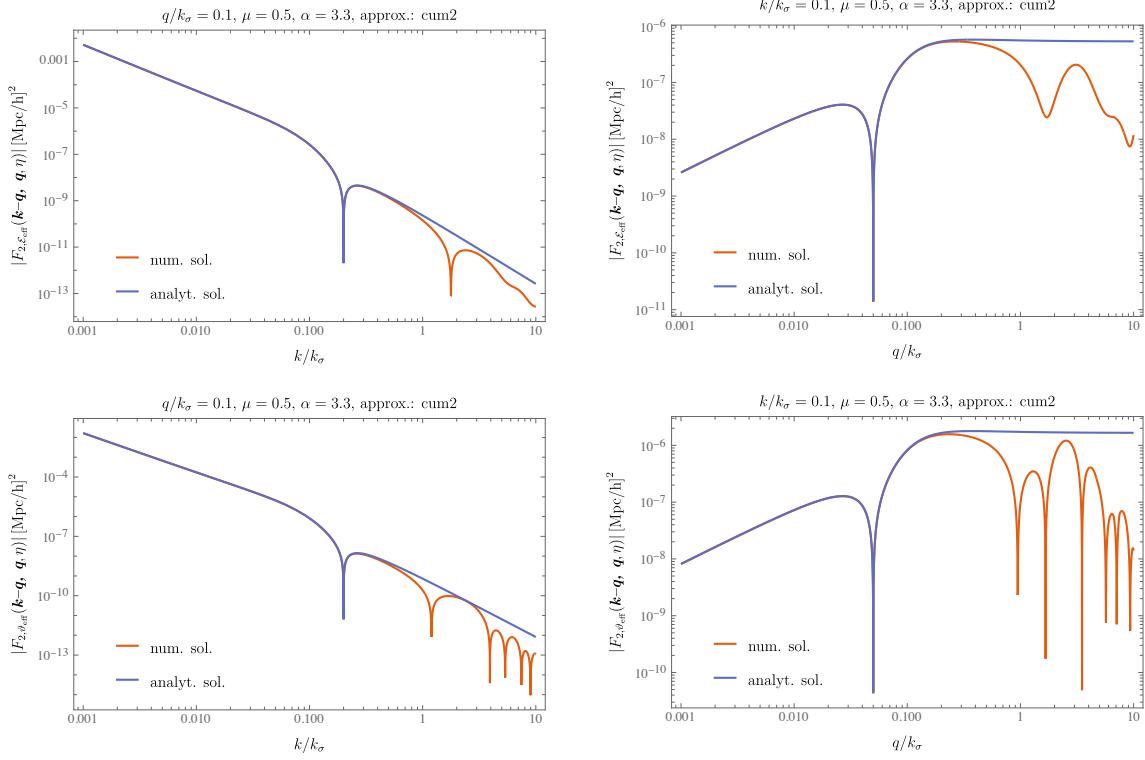 q/k_σ = 0.1, μ = 0.5, α = 3.3, approx.: cum2
|F_{2,ℰ_eff}(k−q, q, η)| [Mpc/h]^2
0.001
10^{-5}
10^{-7}
10^{-9}
10^{-11}
10^{-13}
num. sol.
analyt. sol.
0.001 0.010 0.100 1 10
k/k_σ
k/k_σ = 0.1, μ = 0.5, α = 3.3, approx.: cum2
|F_{2,ℰ_eff}(k−q, q, η)| [Mpc/h]^2
10^{-6}
10^{-7}
10^{-8}
10^{-9}
10^{-10}
10^{-11}
num. sol.
analyt. sol.
0.001 0.010 0.100 1 10
q/k_σ
q/k_σ = 0.1, μ = 0.5, α = 3.3, approx.: cum2
|F_{2,ϑ_eff}(k−q, q, η)| [Mpc/h]^2
10^{-4}
10^{-7}
10^{-10}
10^{-13}
num. sol.
analyt. sol.
0.001 0.010 0.100 1 10
k/k_σ
k/k_σ = 0.1, μ = 0.5, α = 3.3, approx.: cum2
|F_{2,ϑ_eff}(k−q, q, η)| [Mpc/h]^2
10^{-6}
10^{-7}
10^{-8}
10^{-9}
10^{-10}
num. sol.
analyt. sol.
0.001 0.010 0.100 1 10
q/k_σ